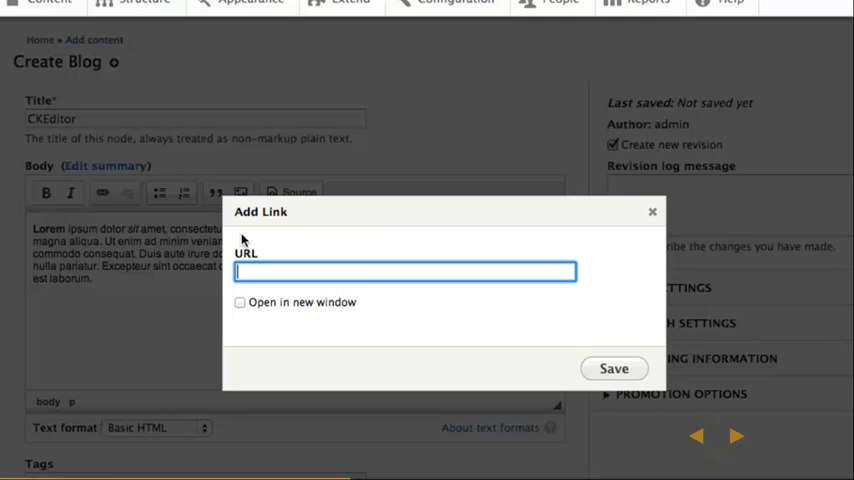 Content Structure Appearance Extend Configuration People Reports Help
Home » Add content
Create Blog
Title*
CKEditor
The title of this node, always treated as non-markup plain text.
Body (Edit summary)
B I Source
Lorem ipsum dolor sit amet, consectetu
magna aliqua. Ut enim ad minim veniam
commodo consequat. Duis aute irure do
nulla pariatur. Excepteur sint occaecat c
est laborum.
body p
Text format Basic HTML About text formats ?
Tags
Add Link
URL
Open in new window
Save
Last saved: Not saved yet
Author: admin
Create new revision
Revision log message
ribe the changes you have made.
ETTINGS
H SETTINGS
ING INFORMATION
PROMOTION OPTIONS